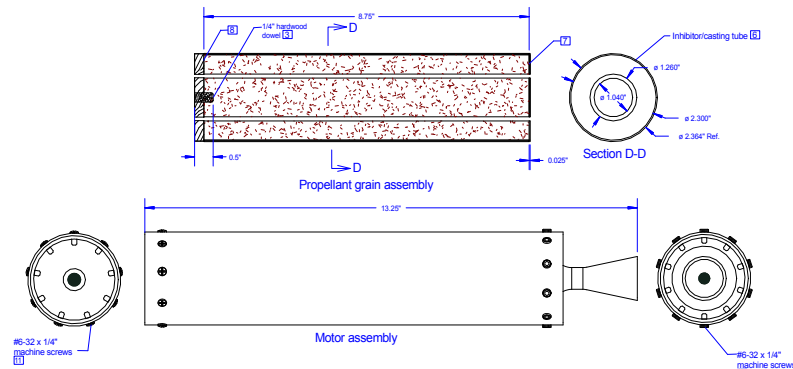 8.75"
8
1/4" hardwood
dowel 3
D
7
Inhibitor/casting tube 6
ø 1.260"
ø 1.040"
ø 2.300"
ø 2.364" Ref.
0.5"
D
0.025"
Section D-D
Propellant grain assembly
13.25"
Motor assembly
#6-32 x 1/4"
machine screws
11
#6-32 x 1/4"
machine screws